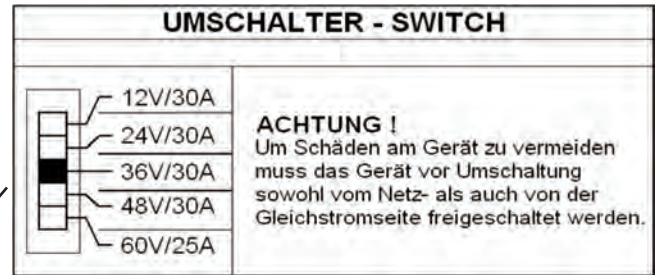 UMSCHALTER - SWITCH
12V/30A
24V/30A
36V/30A
48V/30A
60V/25A
ACHTUNG !
Um Schäden am Gerät zu vermeiden
muss das Gerät vor Umschaltung
sowohl vom Netz- als auch von der
Gleichstromseite freigeschaltet werden.